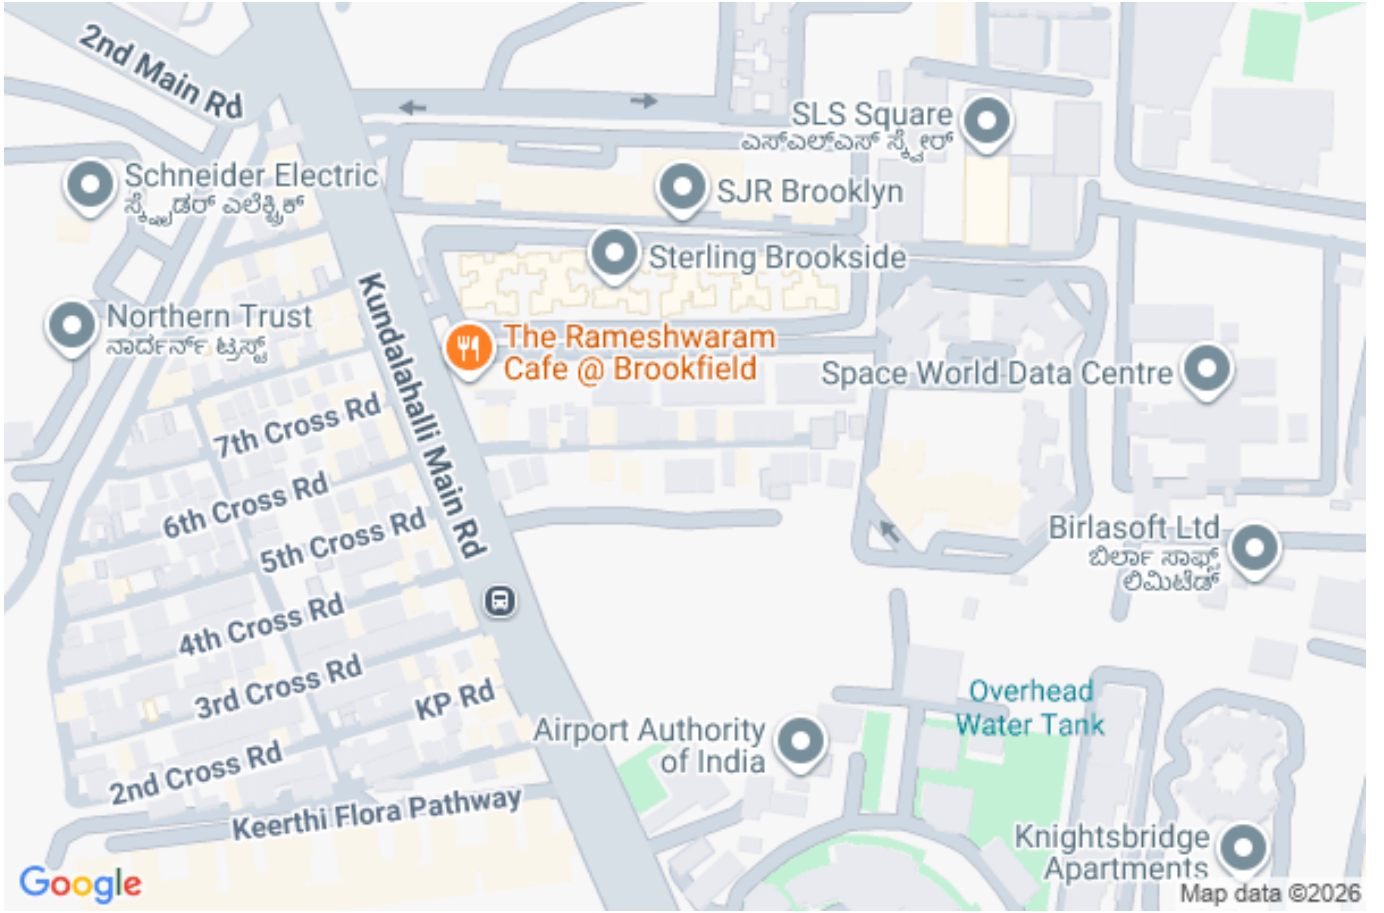 2nd Main Rd
SLS Square
ಎಸ್ಎಲ್ಎಸ್ ಸ್ಕ್ವೇರ್
Schneider Electric
ಸ್ಕ್ನೈಡರ್ ಎಲೆಕ್ಟ್ರಿಕ್
SJR Brooklyn
Sterling Brookside
Kundalahalli Main Rd
Northern Trust
ನಾರ್ದರ್ನ್ ಟ್ರಸ್ಟ್
The Rameshwaram
Cafe @ Brookfield
Space World Data Centre
7th Cross Rd
6th Cross Rd
5th Cross Rd
Birlasoft Ltd
ಬಿರ್ಲಾ ಸಾಫ್ಟ್
ಲಿಮಿಟೆಡ್
4th Cross Rd
3rd Cross Rd
KP Rd
Overhead
Water Tank
Airport Authority
of India
2nd Cross Rd
Keerthi Flora Pathway
Knightsbridge
Apartments
Google
Map data ©2026